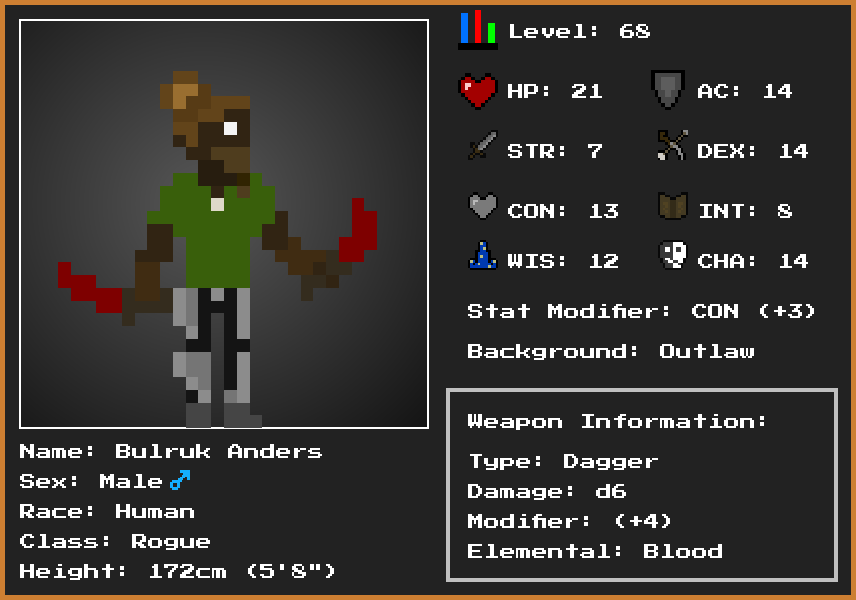 Level: 68
HP: 21
AC: 14
STR: 7
DEX: 14
CON: 13
INT: 8
WIS: 12
CHA: 14
Stat Modifier: CON (+3)
Background: Outlaw
Weapon Information:
Type: Dagger
Damage: d6
Modifier: (+4)
Elemental: Blood
Name: Bulruk Anders
Sex: Male ♂
Race: Human
Class: Rogue
Height: 172cm (5'8")